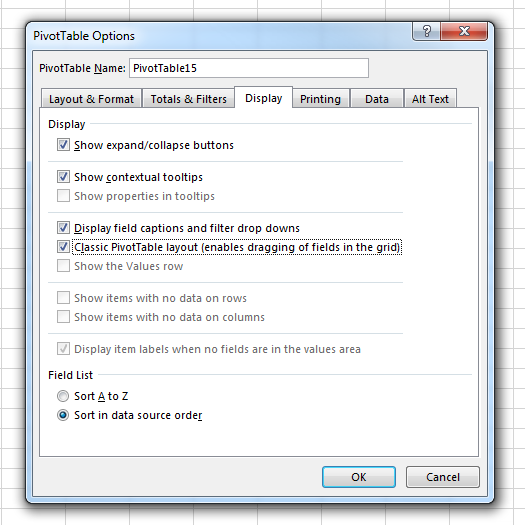 PivotTable Options
?
PivotTable Name: PivotTable15
Layout & Format Totals & Filters Display Printing Data Alt Text
Display
Show expand/collapse buttons
Show contextual tooltips
Show properties in tooltips
Display field captions and filter drop downs
Classic PivotTable layout (enables dragging of fields in the grid)
Show the Values row
Show items with no data on rows
Show items with no data on columns
Display item labels when no fields are in the values area
Field List
Sort A to Z
Sort in data source order
OK Cancel